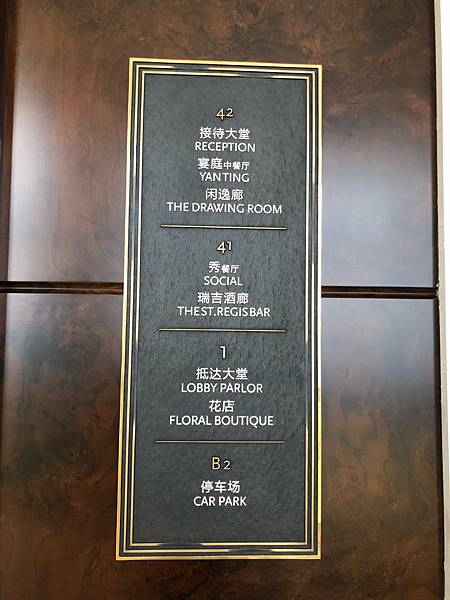 42
接待大堂
RECEPTION
宴庭中餐厅
YAN TING
闲逸廊
THE DRAWING ROOM
41
秀餐厅
SOCIAL
瑞吉酒廊
THE ST. REGIS BAR
1
抵达大堂
LOBBY PARLOR
花店
FLORAL BOUTIQUE
B2
停车场
CAR PARK